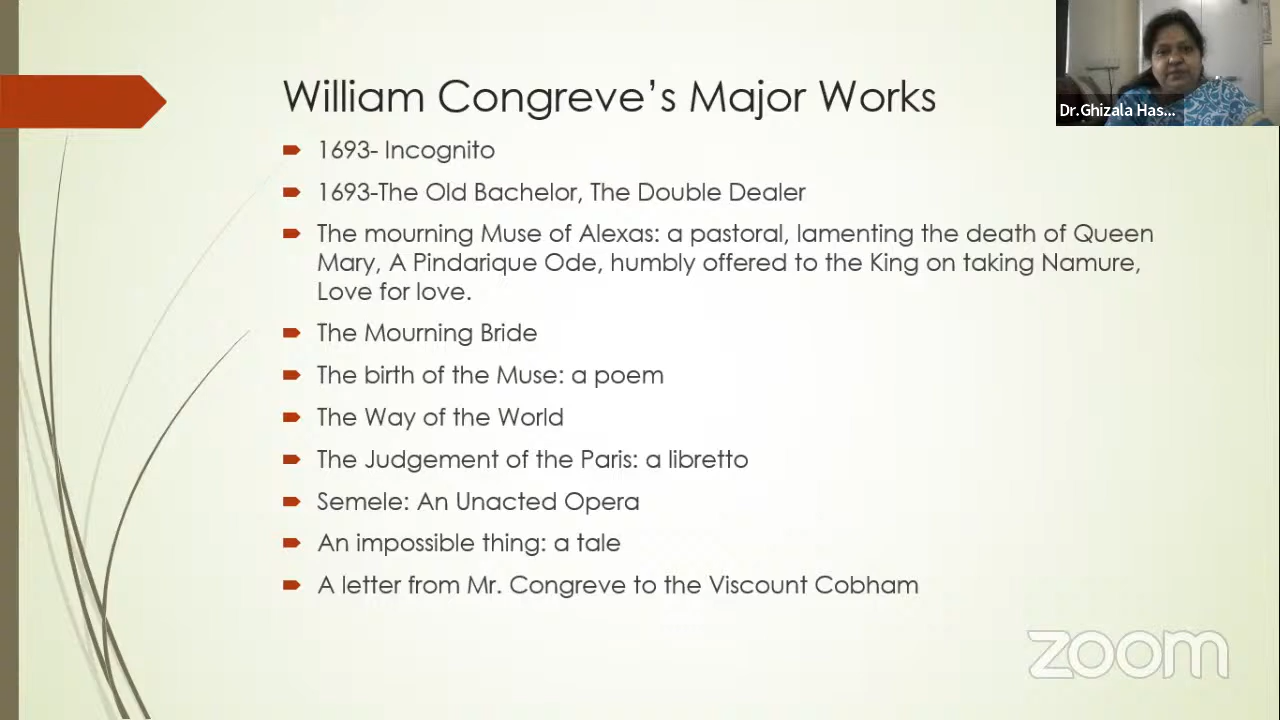 William Congreve's Major Works
1693- Incognito
1693-The Old Bachelor, The Double Dealer
The mourning Muse of Alexas: a pastoral, lamenting the death of Queen
Mary, A Pindarique Ode, humbly offered to the King on taking Namure,
Love for love.
The Mourning Bride
The birth of the Muse: a poem
The Way of the World
The Judgement of the Paris: a libretto
Semele: An Unacted Opera
An impossible thing: a tale
A letter from Mr. Congreve to the Viscount Cobham
Dr.Ghizala Has...
zoom